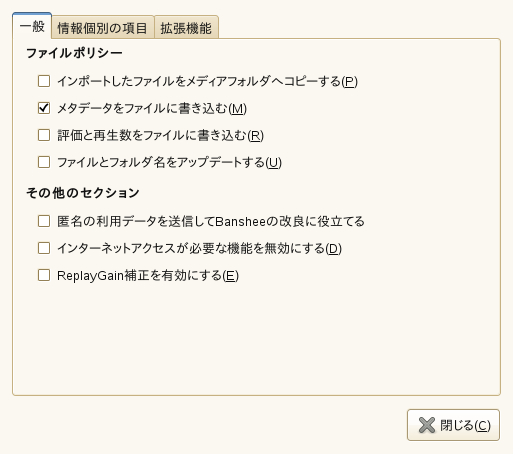 一般 情報個別の項目 拡張機能
ファイルポリシー
インポートしたファイルをメディアフォルダへコピーする(P)
メタデータをファイルに書き込む(M)
評価と再生数をファイルに書き込む(R)
ファイルとフォルダ名をアップデートする(U)
その他のセクション
匿名の利用データを送信してBansheeの改良に役立てる
インターネットアクセスが必要な機能を無効にする(D)
ReplayGain補正を有効にする(E)
閉じる(C)